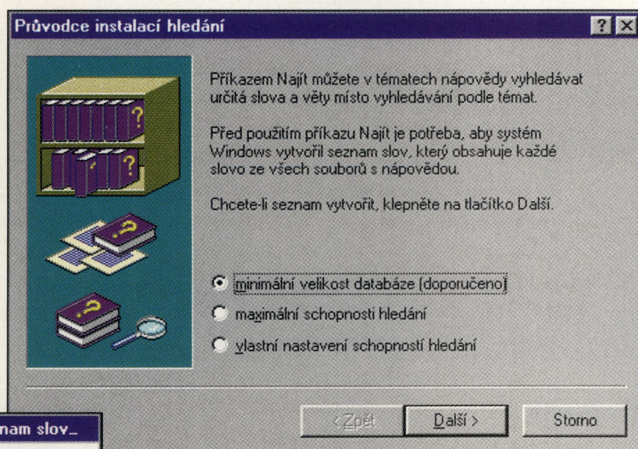 Průvodce instalací hledání
Příkazem Najít můžete v tématech nápovědy vyhledávat
určitá slova a věty místo vyhledávání podle témat.
Před použitím příkazu Najít je potřeba, aby systém
Windows vytvořil seznam slov, který obsahuje každé
slovo ze všech souborů s nápovědou.
Chcete-li seznam vytvořit, klepněte na tlačítko Další.
minimální velikost databáze (doporučeno)
maximální schopnosti hledání
vlastní nastavení schopností hledání
< Zpět Další > Storno
nam slov...